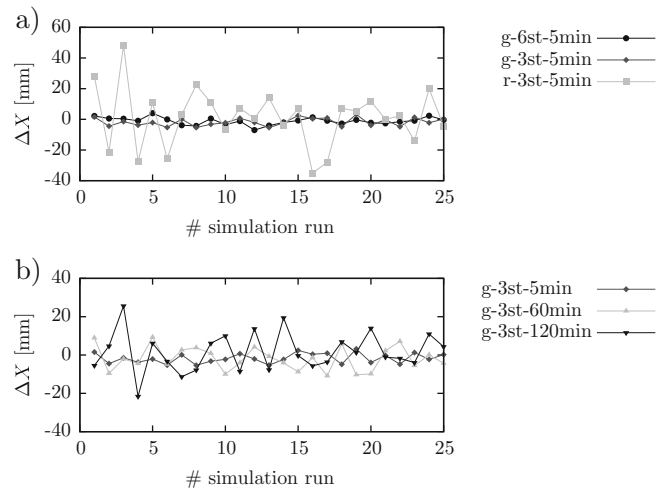 a)
60
40
20
0
-20
-40
ΔX [mm]
0 5 10 15 20 25
# simulation run
g-6st-5min
g-3st-5min
r-3st-5min
b)
40
20
0
-20
-40
ΔX [mm]
0 5 10 15 20 25
# simulation run
g-3st-5min
g-3st-60min
g-3st-120min